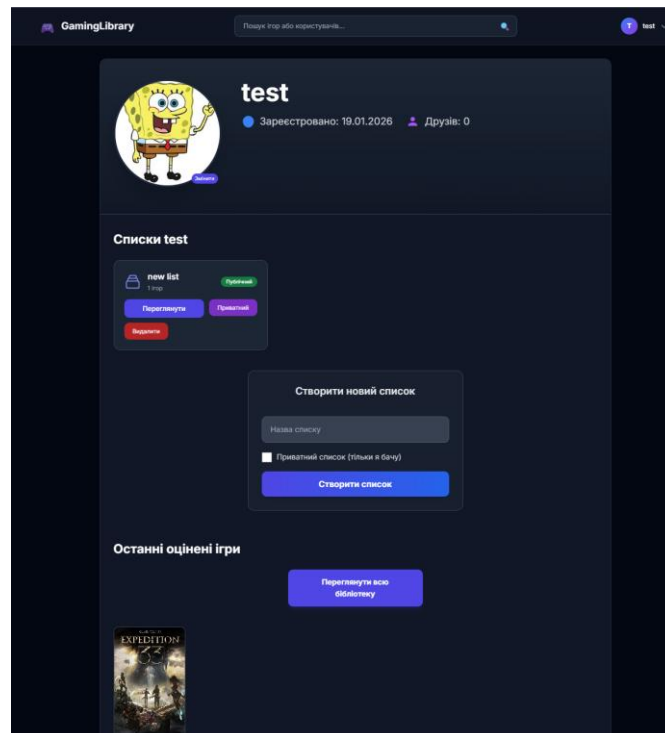 GamingLibrary
Пошук ігор або користувачів...
T test
test
Зареєстровано: 19.01.2026 Друзів: 0
Змінити
Списки test
new list
1 ігор
Публічний
Переглянути
Приватний
Видалити
Створити новий список
Назва списку
Приватний список (тільки я бачу)
Створити список
Останні оцінені ігри
Переглянути всю
бібліотеку
EXPEDITION
33